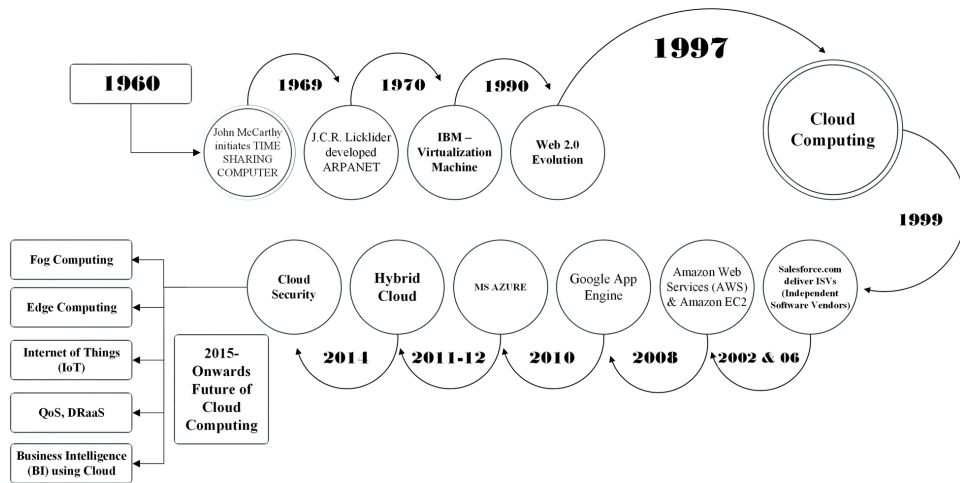 1960
John McCarthy
initiates TIME
SHARING
COMPUTER
1969
J.C.R. Licklider
developed
ARPANET
1970
IBM –
Virtualization
Machine
1990
Web 2.0
Evolution
1997
Cloud
Computing
1999
Salesforce.com
deliver ISVs
(Independent
Software Vendors)
2002 & 06
Amazon Web
Services (AWS)
& Amazon EC2
2008
Google App
Engine
2010
MS AZURE
2011-12
Hybrid
Cloud
2014
Cloud
Security
2015-
Onwards
Future of
Cloud
Computing
Fog Computing
Edge Computing
Internet of Things
(IoT)
QoS, DRaaS
Business Intelligence
(BI) using Cloud